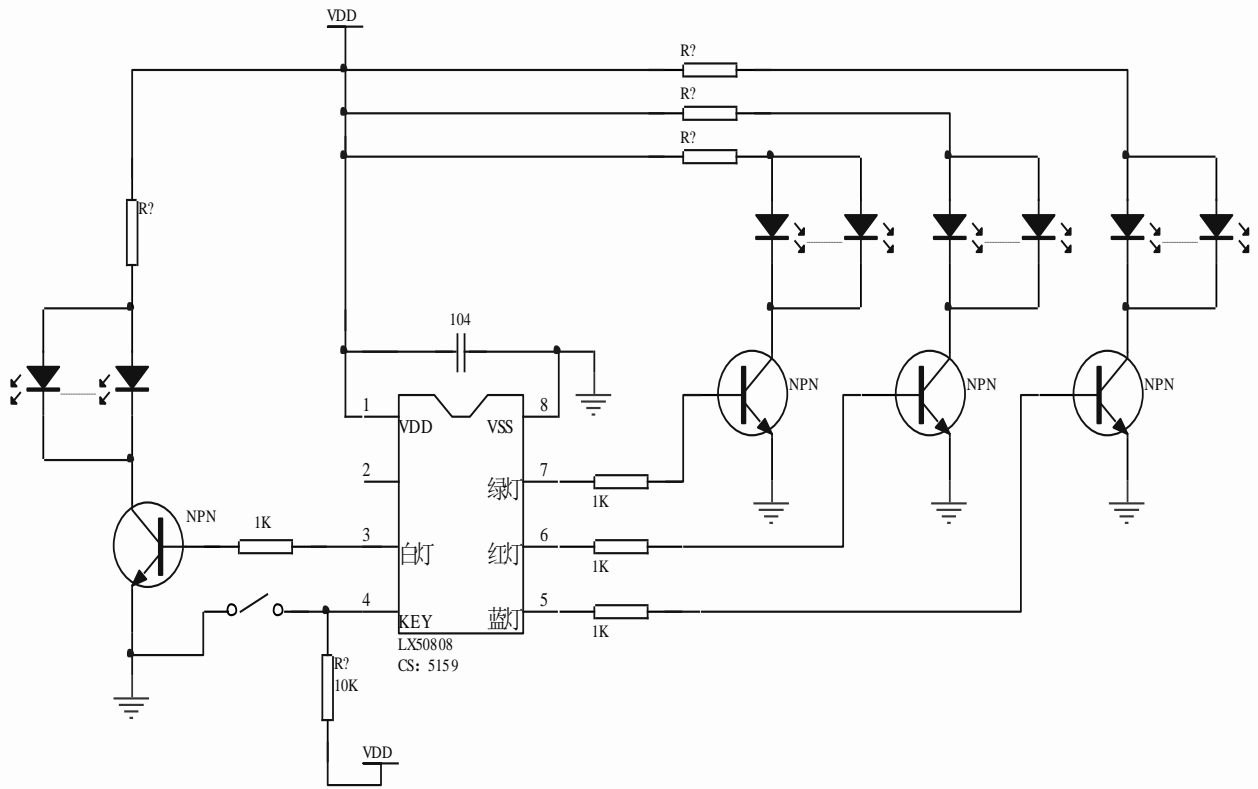 VDD
R?
R?
R?
R?
104
1
8
VDD
VSS
NPN
NPN
NPN
2
7
绿灯
1K
NPN
1K
3
6
白灯
红灯
1K
4
5
KEY
蓝灯
1K
LX50808
CS: 5159
R?
10K
VDD